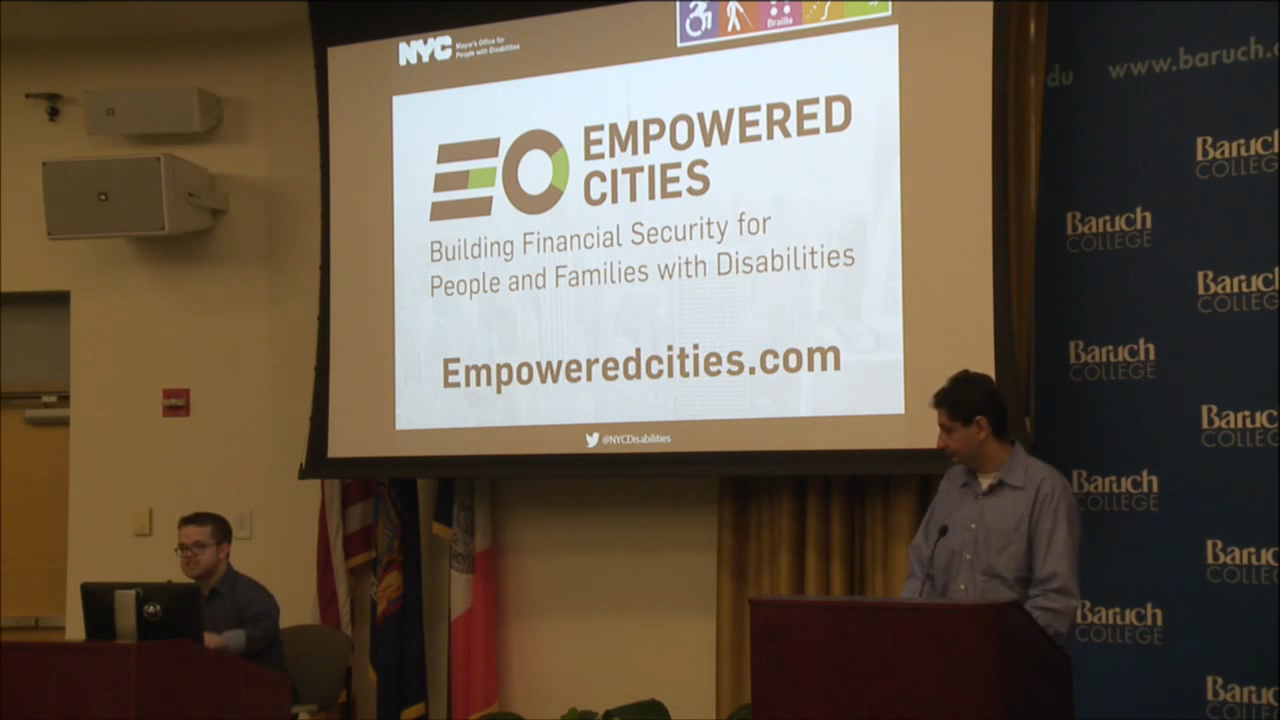 NYC
Mayor's Office for
People with Disabilities
Braille
EO EMPOWERED
CITIES
Building Financial Security for
People and Families with Disabilities
Empoweredcities.com
@NYCDisabilities
du www.baruch.c
Baruch
COLLEGE
Baruch
COLLEGE
Baruch
COLLEGE
Baruch
COLLEGE
Baruch
COLLEGE
Baruch
COLLEGE
Baruch
COLLEGE
Baruch
COLLEGE
Baruch
COLLEGE